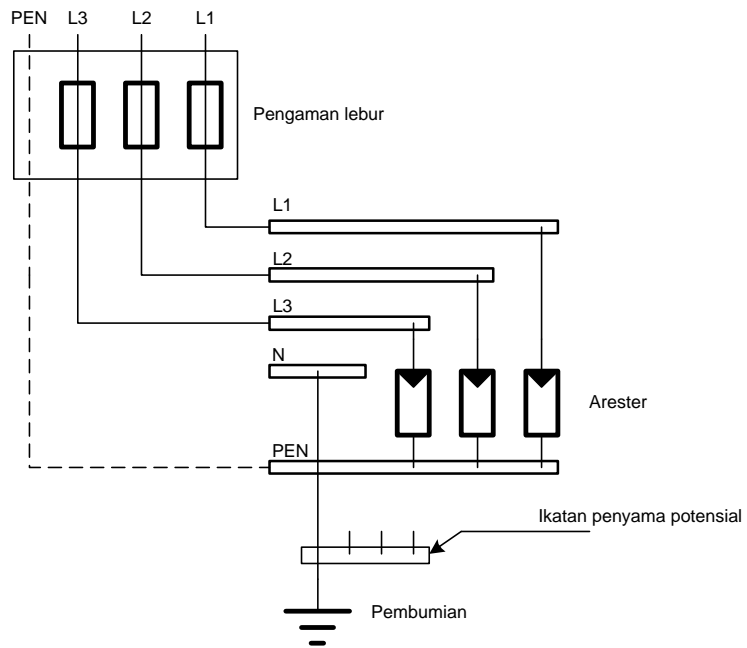 PEN L3 L2 L1
Pengaman lebur
L1
L2
L3
N
Arester
PEN
Ikatan penyama potensial
Pembumian